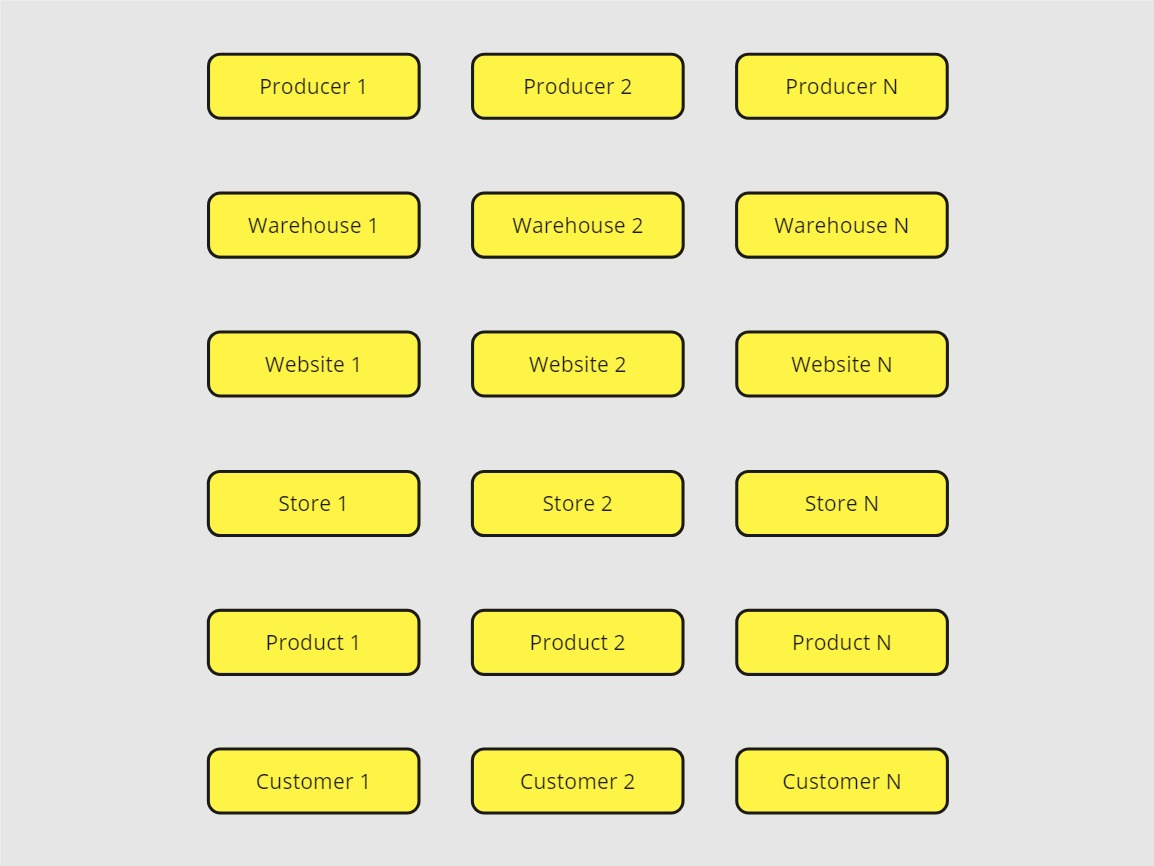 Producer 1
Producer 2
Producer N
Warehouse 1
Warehouse 2
Warehouse N
Website 1
Website 2
Website N
Store 1
Store 2
Store N
Product 1
Product 2
Product N
Customer 1
Customer 2
Customer N